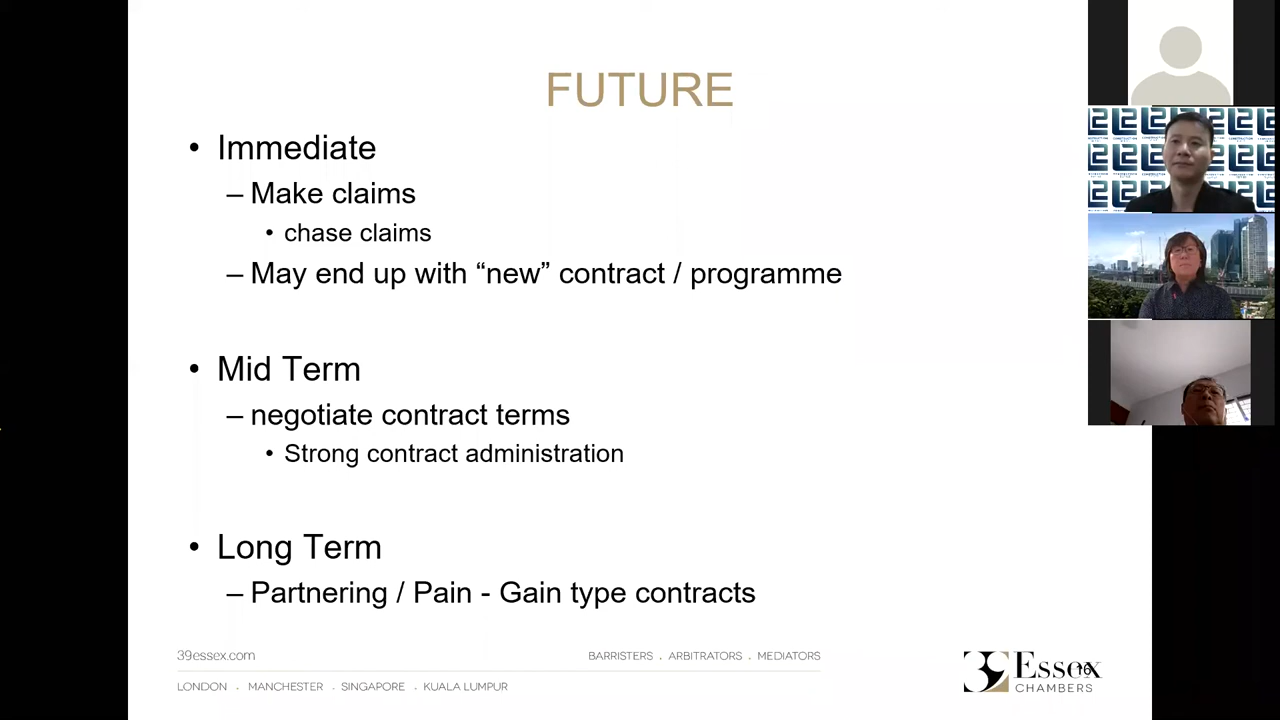 FUTURE
• Immediate
– Make claims
• chase claims
– May end up with “new” contract / programme
• Mid Term
– negotiate contract terms
• Strong contract administration
• Long Term
– Partnering / Pain - Gain type contracts
39essex.com
BARRISTERS . ARBITRATORS . MEDIATORS
LONDON . MANCHESTER . SINGAPORE . KUALA LUMPUR
39 Essex
CHAMBERS
16